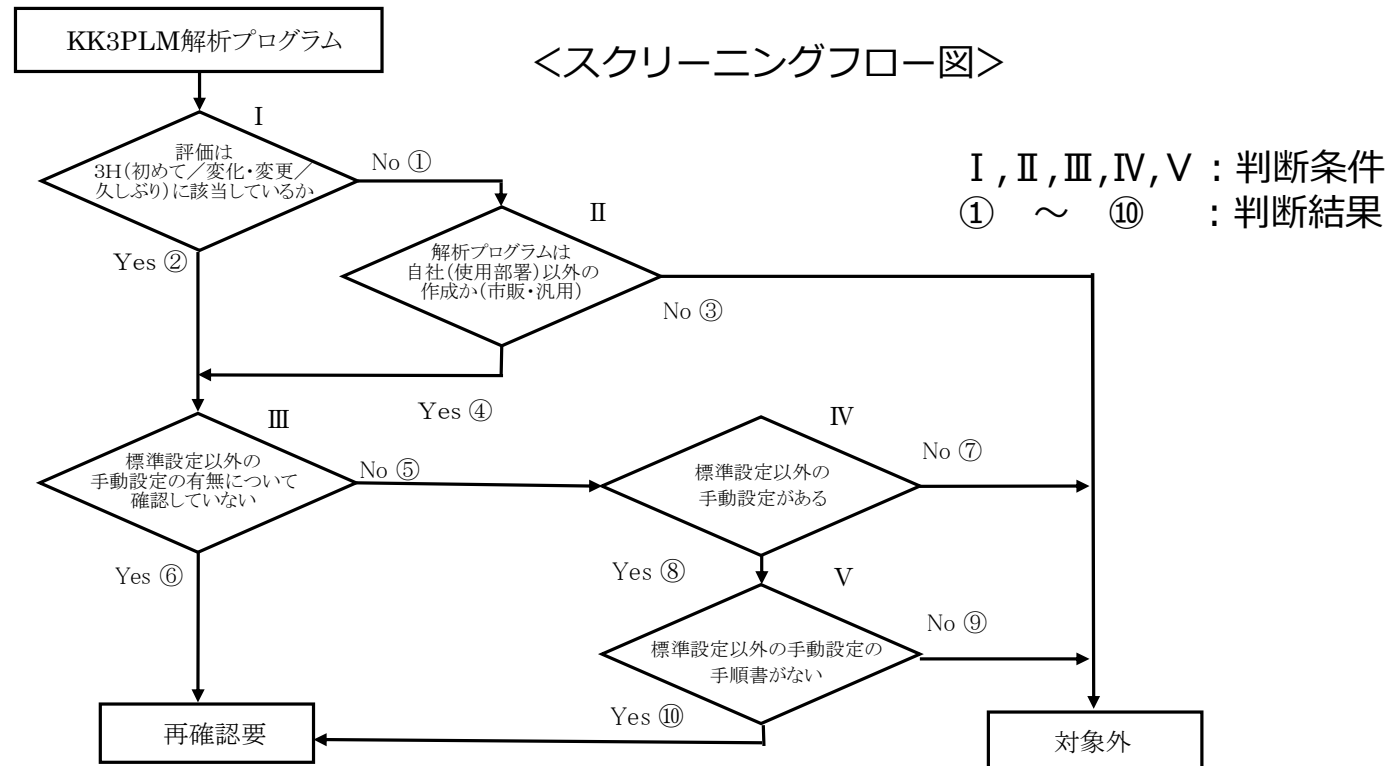 KK3PLM解析プログラム
<スクリーニングフロー図>
Ⅰ
評価は
3H(初めて/変化・変更/
久しぶり)に該当しているか
No ①
Ⅰ,Ⅱ,Ⅲ,Ⅳ,Ⅴ:判断条件
① ～ ⑩ :判断結果
Ⅱ
Yes ②
解析プログラムは
自社(使用部署)以外の
作成か(市販・汎用)
No ③
Yes ④
Ⅲ
標準設定以外の
手動設定の有無について
確認していない
No ⑤
Ⅳ
標準設定以外の
手動設定がある
No ⑦
Yes ⑥
Yes ⑧
Ⅴ
標準設定以外の手動設定の
手順書がない
No ⑨
Yes ⑩
再確認要
対象外